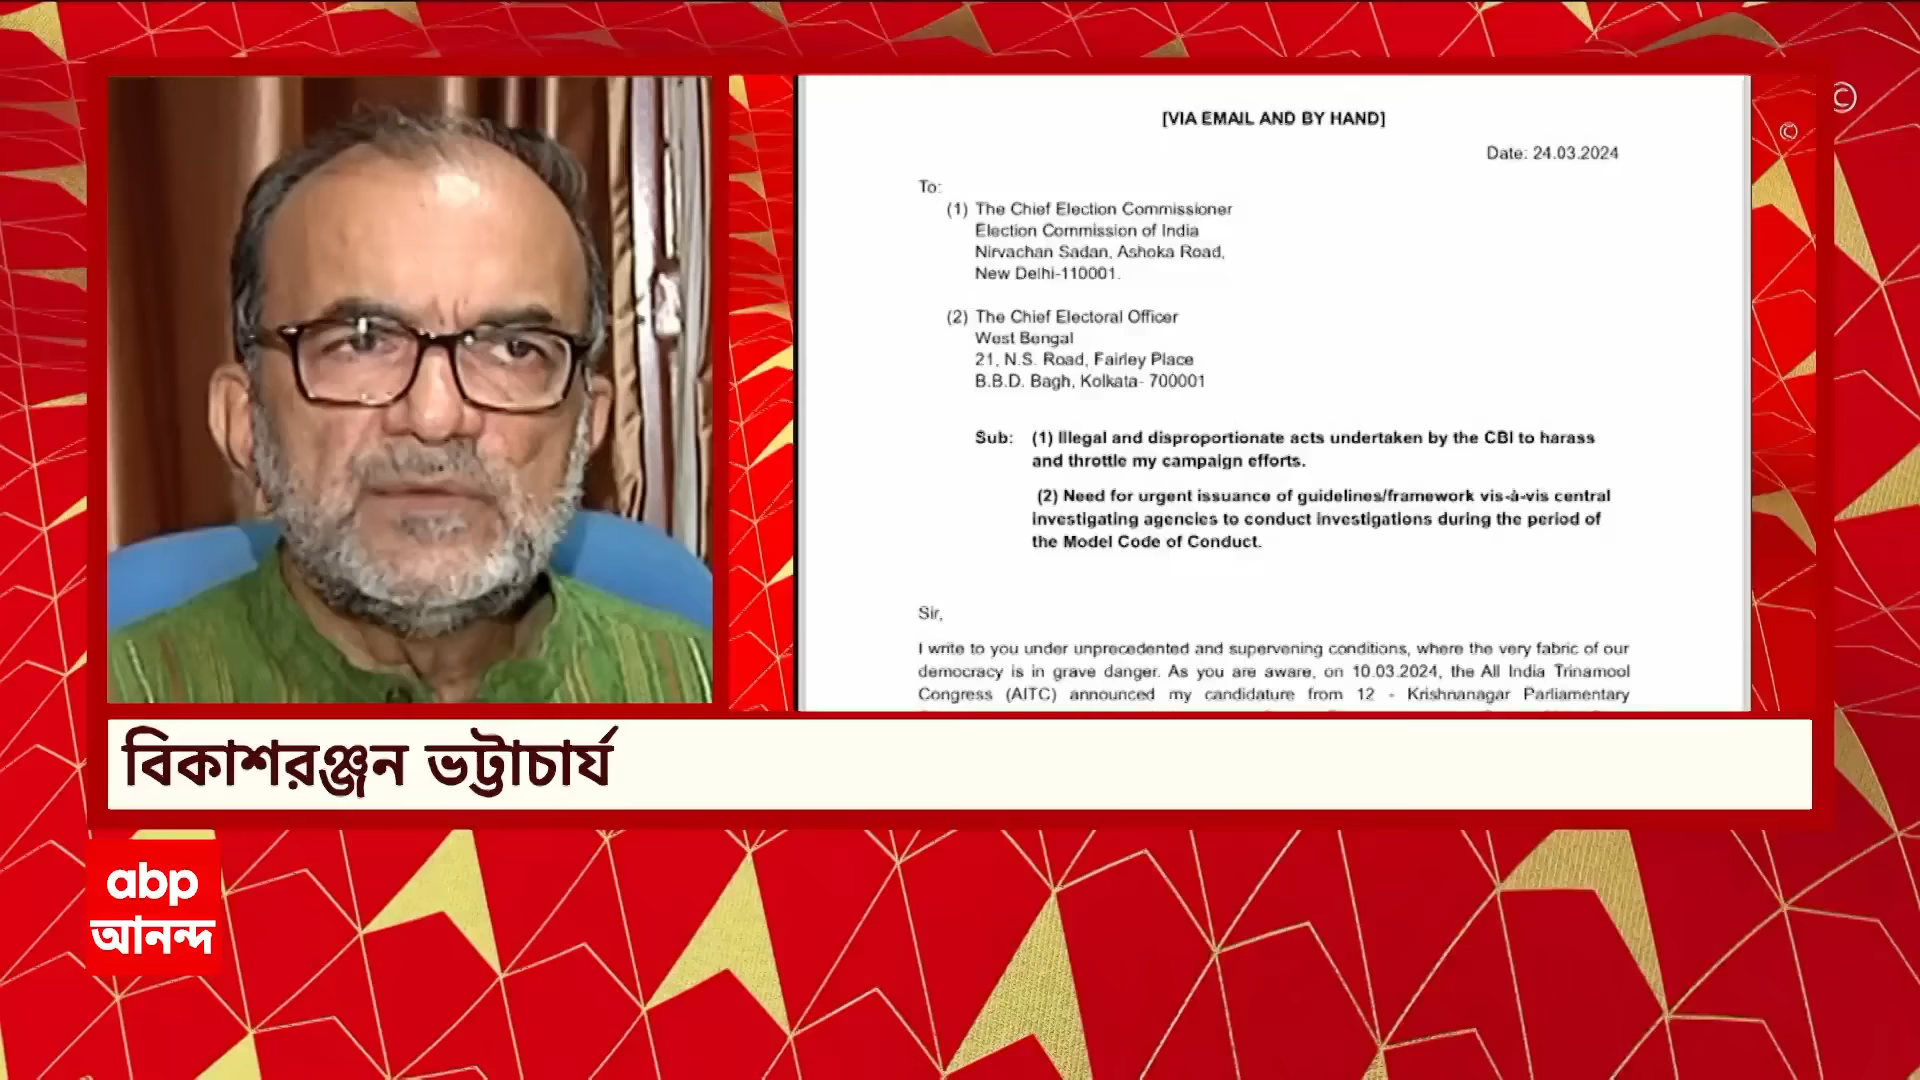 [VIA EMAIL AND BY HAND]
Date: 24.03.2024
To:
(1) The Chief Election Commissioner
Election Commission of India
Nirvachan Sadan, Ashoka Road,
New Delhi-110001.
(2) The Chief Electoral Officer
West Bengal
21, N.S. Road, Fairley Place
B.B.D. Bagh, Kolkata- 700001
Sub: (1) Illegal and disproportionate acts undertaken by the CBI to harass
and throttle my campaign efforts.
(2) Need for urgent issuance of guidelines/framework vis-à-vis central
investigating agencies to conduct investigations during the period of
the Model Code of Conduct.
Sir,
I write to you under unprecedented and supervening conditions, where the very fabric of our
democracy is in grave danger. As you are aware, on 10.03.2024, the All India Trinamool
Congress (AITC) announced my candidature from 12 - Krishnanagar Parliamentary
©
©
বিকাশরঞ্জন ভট্টাচার্য
abp
আনন্দ